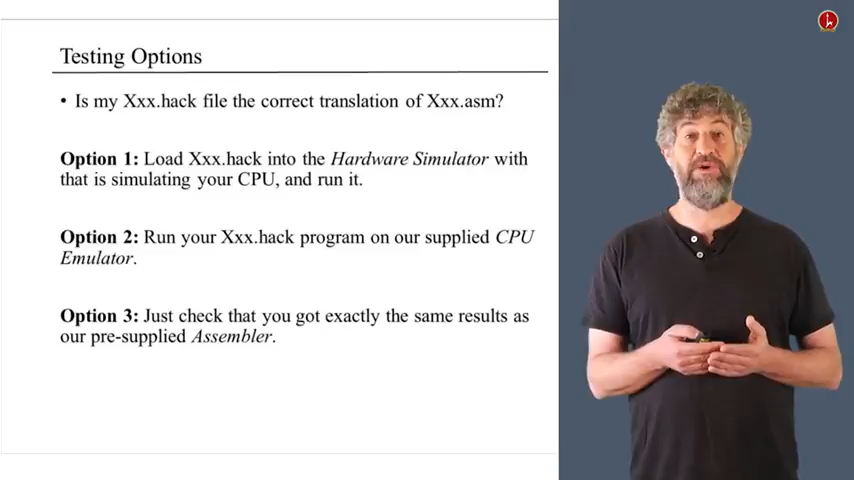 Testing Options
• Is my Xxx.hack file the correct translation of Xxx.asm?
Option 1: Load Xxx.hack into the Hardware Simulator with
that is simulating your CPU, and run it.
Option 2: Run your Xxx.hack program on our supplied CPU
Emulator.
Option 3: Just check that you got exactly the same results as
our pre-supplied Assembler.